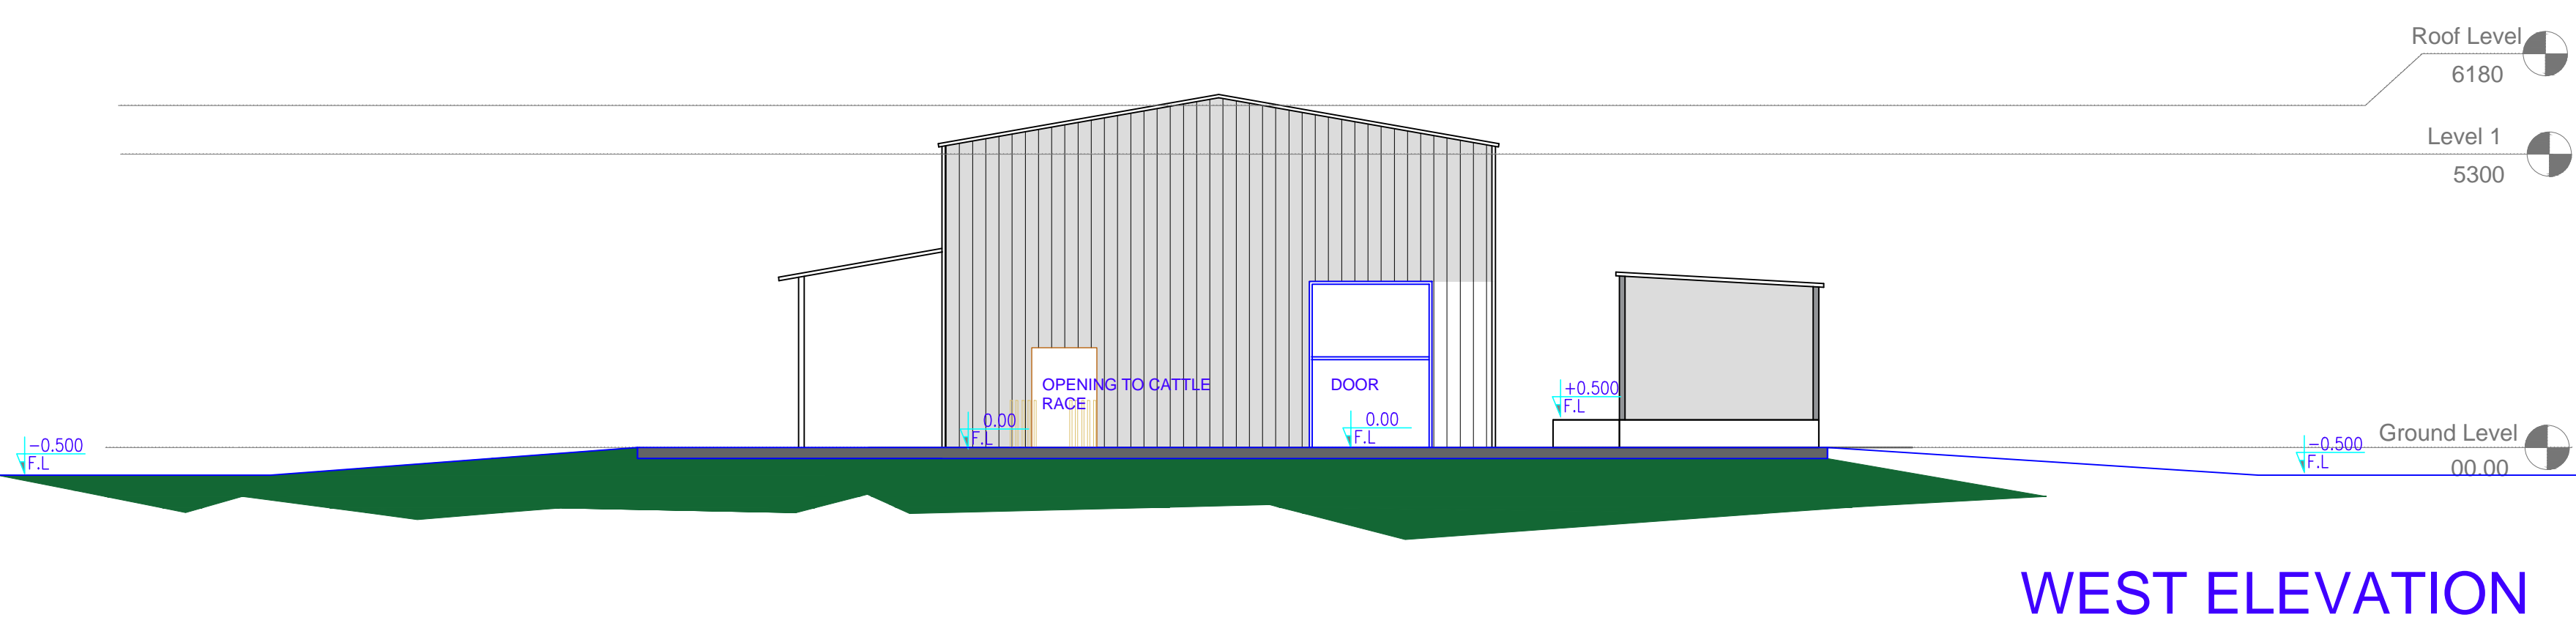 Roof Level
6180
Level 1
5300
OPENING TO CATTLE
RACE
DOOR
+0.500
F.L
0.00
F.L
0.00
F.L
-0.500
F.L
-0.500
F.L
Ground Level
00.00
WEST ELEVATION